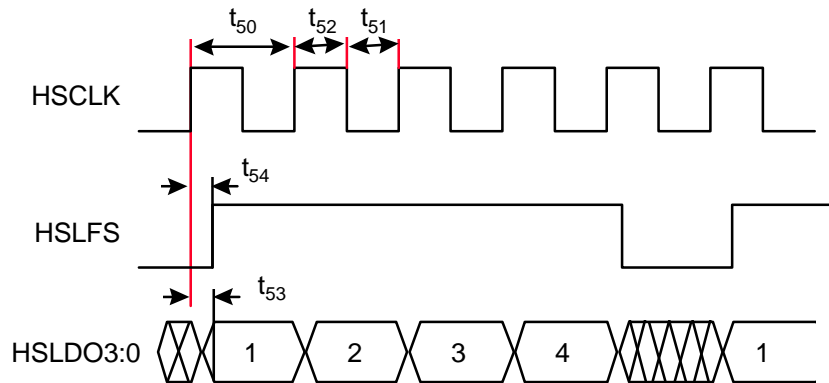 t50 t52 t51
HSCLK
t54
HSLFS
t53
HSLDO3:0 1 2 3 4 1